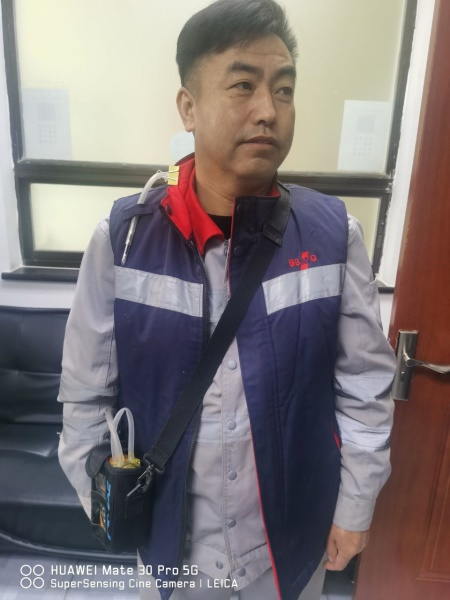 HUAWEI Mate 30 Pro 5G
SuperSensing Cine Camera | LEICA